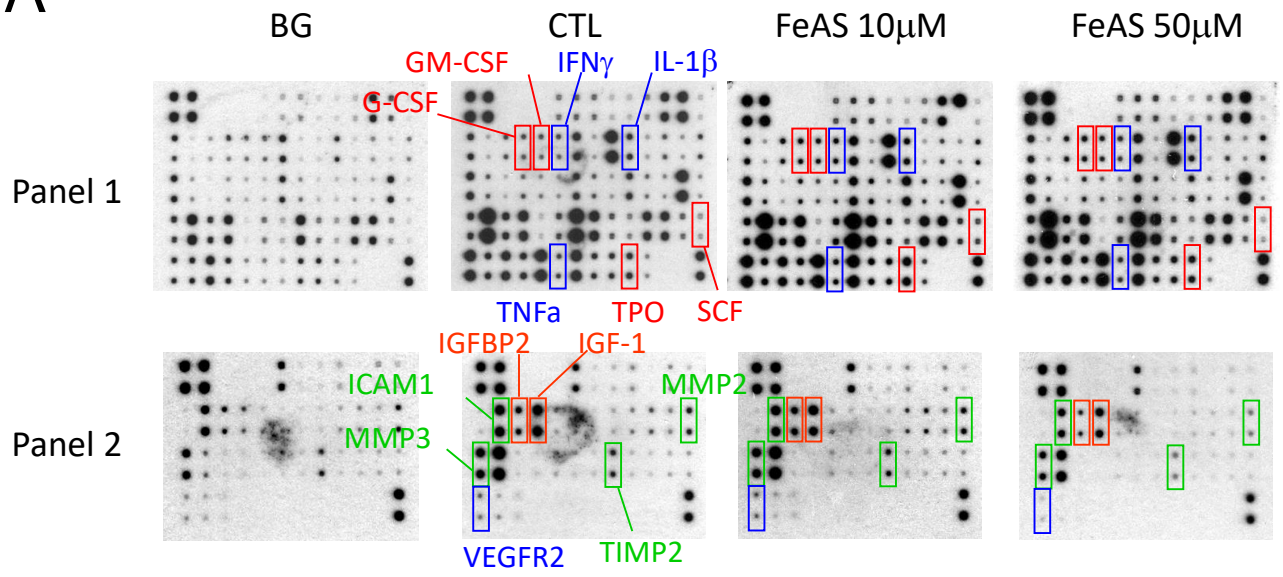 A
BG
CTL
FeAS 10μM
FeAS 50μM
GM-CSF
IFNγ
IL-1β
G-CSF
Panel 1
TNFa
TPO
SCF
IGFBP2
IGF-1
ICAM1
MMP2
MMP3
Panel 2
VEGFR2
TIMP2